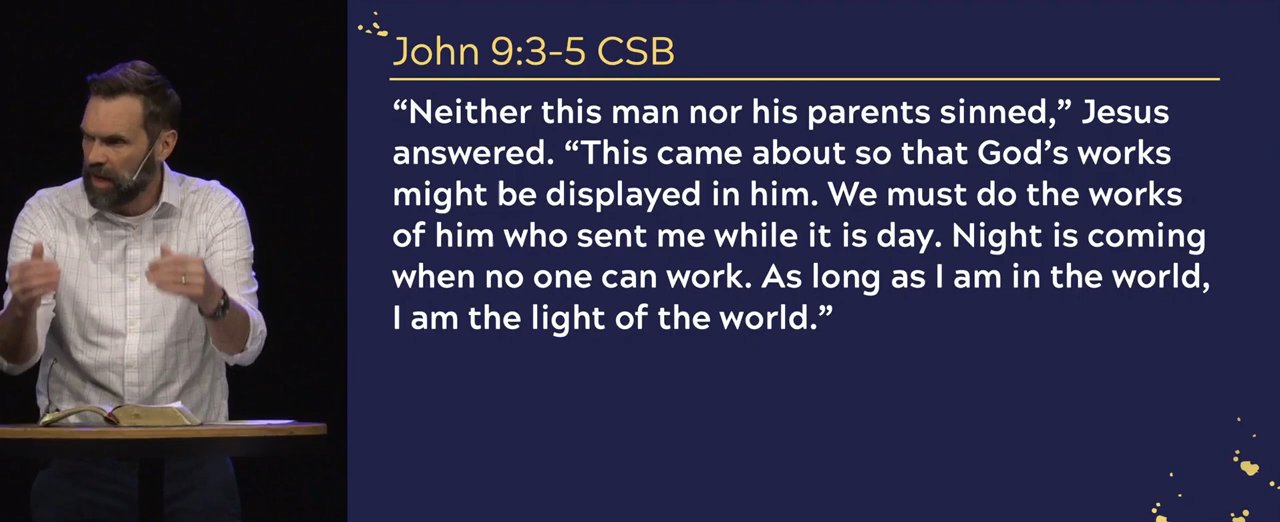 John 9:3-5 CSB
“Neither this man nor his parents sinned,” Jesus
answered. “This came about so that God’s works
might be displayed in him. We must do the works
of him who sent me while it is day. Night is coming
when no one can work. As long as I am in the world,
I am the light of the world.”